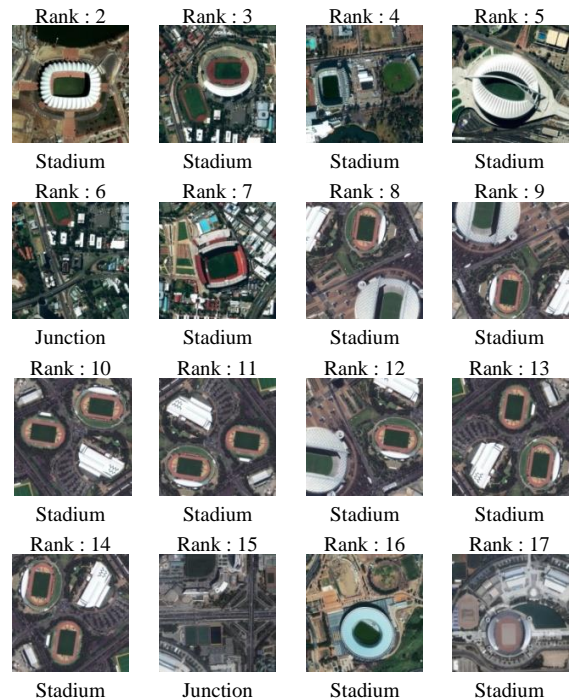 Rank : 2 Rank : 3 Rank : 4 Rank : 5
Stadium Stadium Stadium Stadium
Rank : 6 Rank : 7 Rank : 8 Rank : 9
Junction Stadium Stadium Stadium
Rank : 10 Rank : 11 Rank : 12 Rank : 13
Stadium Stadium Stadium Stadium
Rank : 14 Rank : 15 Rank : 16 Rank : 17
Stadium Junction Stadium Stadium